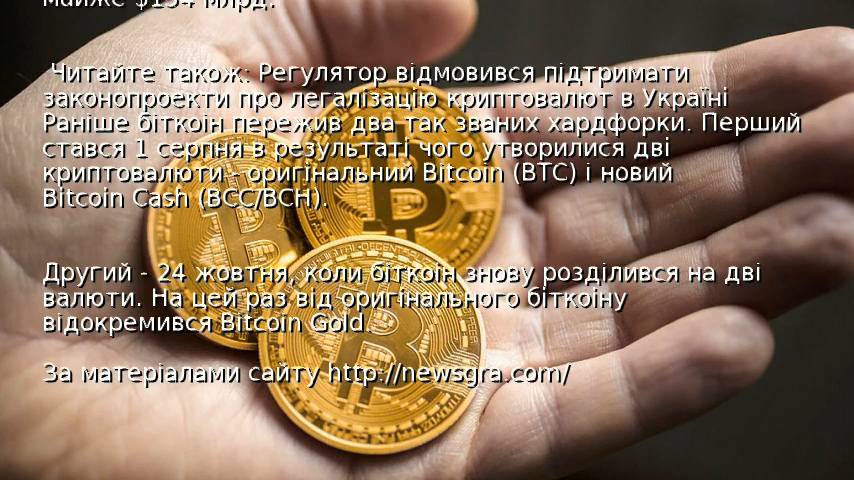 майже $134 млрд.
Читайте також: Регулятор відмовився підтримати
законопроекти про легалізацію криптовалют в Україні
Раніше біткоін пережив два так званих хардфорки. Перший
стався 1 серпня в результаті чого утворилися дві
криптовалюти - оригінальний Bitcoin (BTC) і новий
Bitcoin Cash (BCC/BCH).
Другий - 24 жовтня, коли біткоін знову розділився на дві
валюти. На цей раз від оригінального біткоіну
відокремився Bitcoin Gold.
За матеріалами сайту http://newsgra.com/